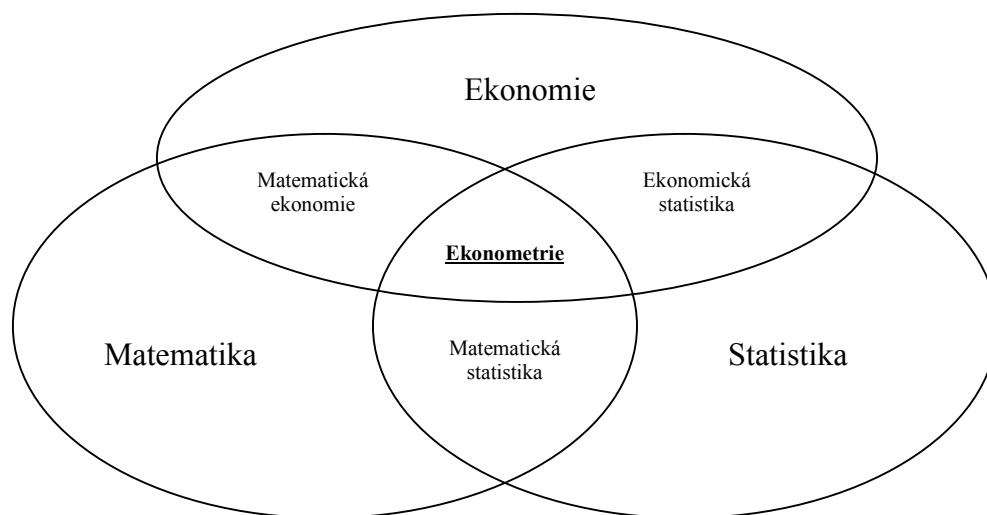 Ekonomie
Matematická
ekonomie
Ekonomická
statistika
Ekonometrie
Matematika
Matematická
statistika
Statistika